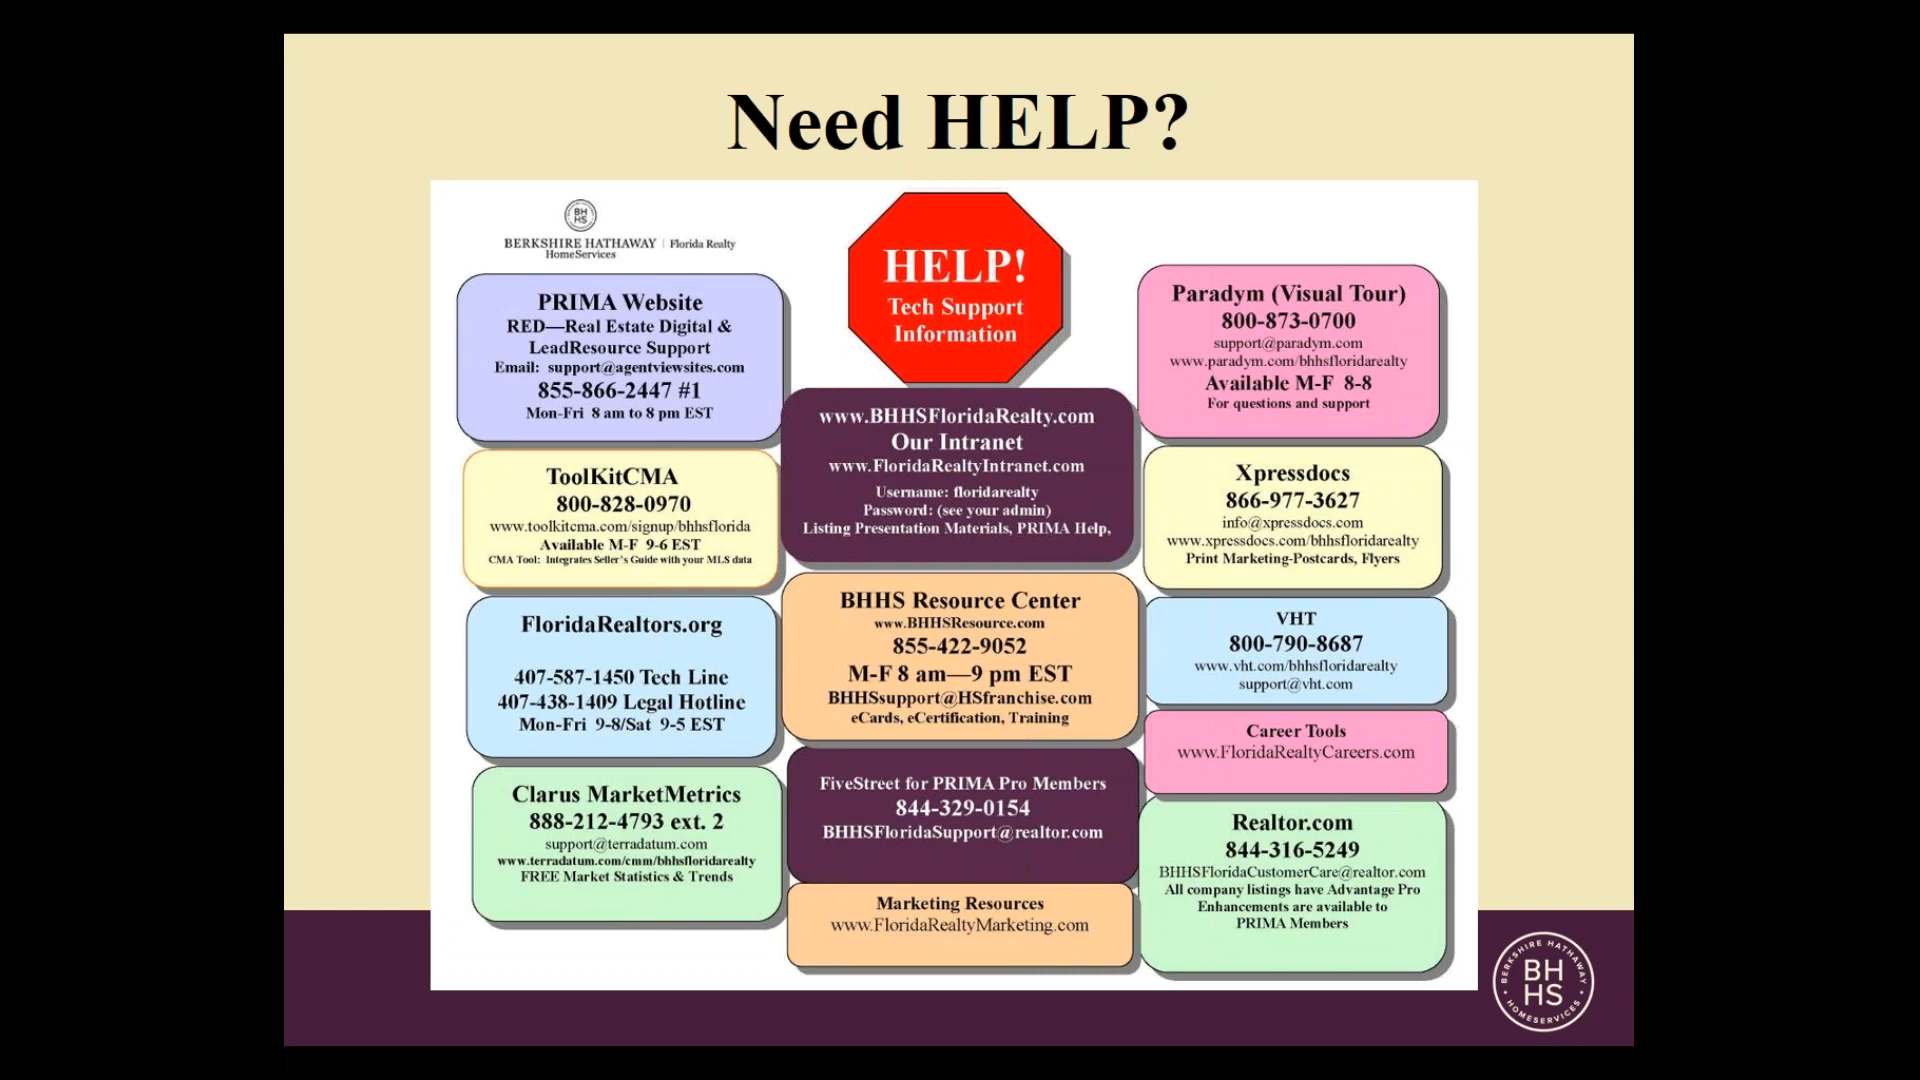 Need HELP?
BH
HS
BERKSHIRE HATHAWAY | Florida Realty
HomeServices
HELP!
Tech Support
Information
PRIMA Website
RED—Real Estate Digital &
LeadResource Support
Email: support@agentviewsites.com
855-866-2447 #1
Mon-Fri 8 am to 8 pm EST
ToolKitCMA
800-828-0970
www.toolkitcma.com/signup/bhhsflorida
Available M-F 9-6 EST
CMA Tool: Integrates Seller's Guide with your MLS data
FloridaRealtors.org
407-587-1450 Tech Line
407-438-1409 Legal Hotline
Mon-Fri 9-8/Sat 9-5 EST
Clarus MarketMetrics
888-212-4793 ext. 2
support@terradatum.com
www.terradatum.com/cmm/bhhsfloridarealty
FREE Market Statistics & Trends
www.BHHSFloridaRealty.com
Our Intranet
www.FloridaRealtyIntranet.com
Username: floridarealty
Password: (see your admin)
Listing Presentation Materials, PRIMA Help,
BHHS Resource Center
www.BHHSResource.com
855-422-9052
M-F 8 am—9 pm EST
BHHSsupport@HSfranchise.com
eCards, eCertification, Training
FiveStreet for PRIMA Pro Members
844-329-0154
BHHSFloridaSupport@realtor.com
Marketing Resources
www.FloridaRealtyMarketing.com
Paradym (Visual Tour)
800-873-0700
support@paradym.com
www.paradym.com/bhhsfloridarealty
Available M-F 8-8
For questions and support
Xpressdocs
866-977-3627
info@xpressdocs.com
www.xpressdocs.com/bhhsfloridarealty
Print Marketing-Postcards, Flyers
VHT
800-790-8687
www.vht.com/bhhsfloridarealty
support@vht.com
Career Tools
www.FloridaRealtyCareers.com
Realtor.com
844-316-5249
BHHSFloridaCustomerCare@realtor.com
All company listings have Advantage Pro
Enhancements are available to
PRIMA Members
BERKSHIRE HATHAWAY
BH
HS
HOMESERVICES